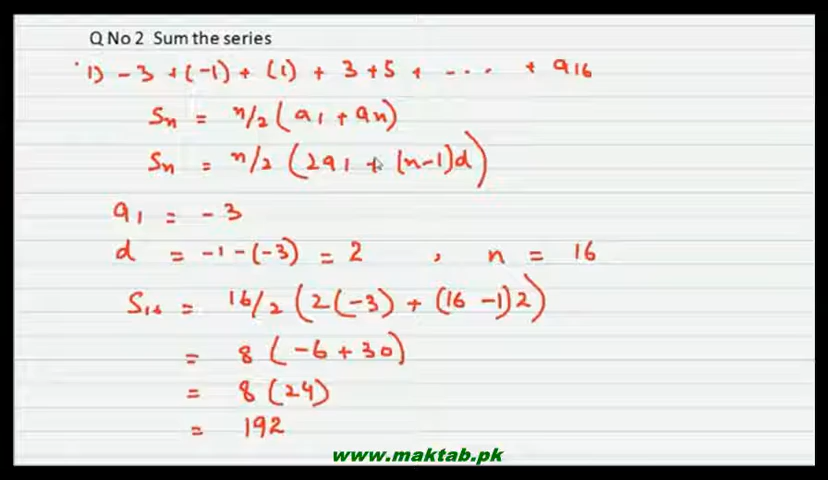 Q No 2 Sum the series
1) -3 + (-1) + (1) + 3 + 5 + ..... + a16
Sn = n/2 (a1 + an)
Sn = n/2 (2a1 + (n-1)d)
a1 = -3
d = -1-(-3) = 2 , n = 16
S16 = 16/2 (2(-3) + (16-1)2)
= 8 (-6+30)
= 8 (24)
= 192
www.maktab.pk